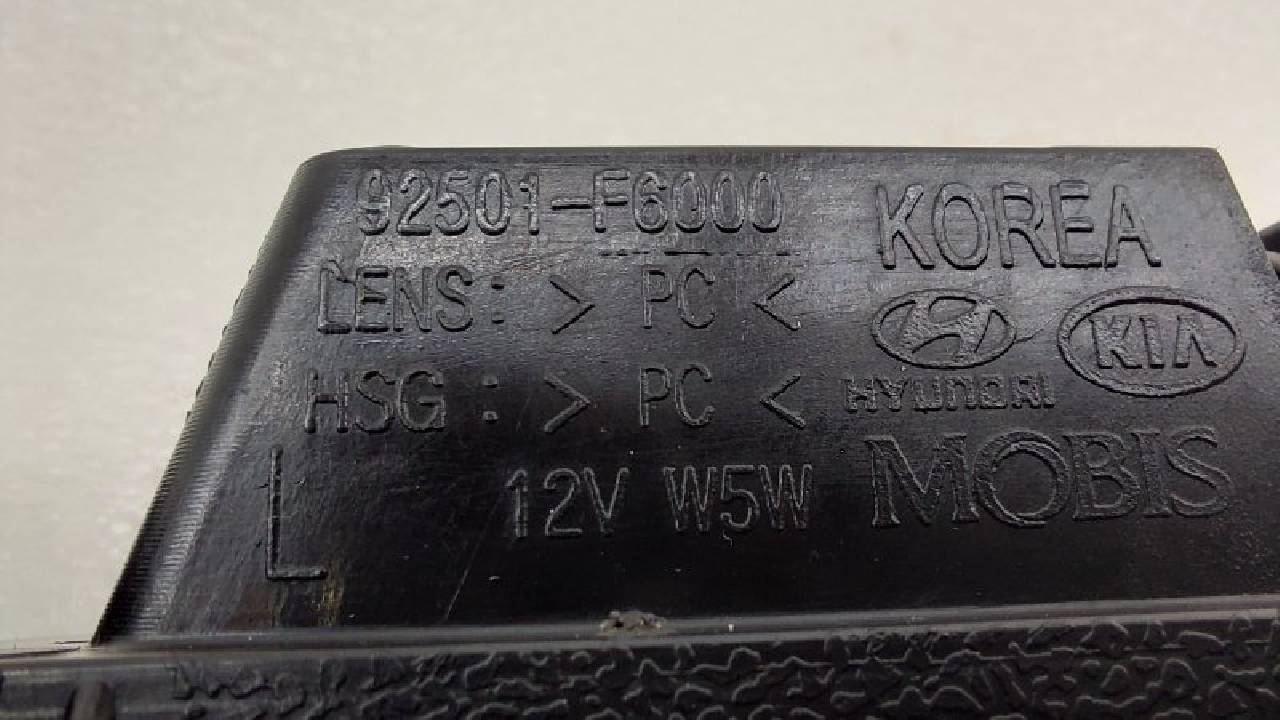 92501-F6000
LENS: > PC <
HSG: > PC <
L
12V W5W
KOREA
KIA
HYUNDAI
MOBIS